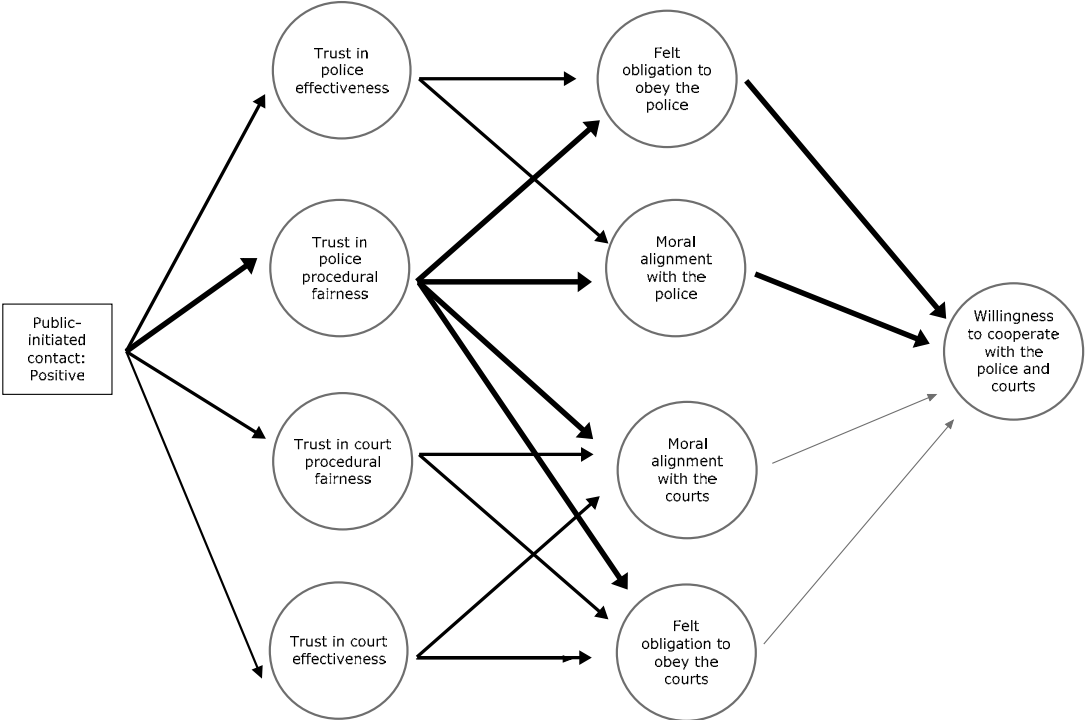 Public-
initiated
contact:
Positive
Trust in
police
effectiveness
Trust in
police
procedural
fairness
Trust in court
procedural
fairness
Trust in court
effectiveness
Felt
obligation to
obey the
police
Moral
alignment
with the
police
Moral
alignment
with the
courts
Felt
obligation to
obey the
courts
Willingness
to cooperate
with the
police and
courts